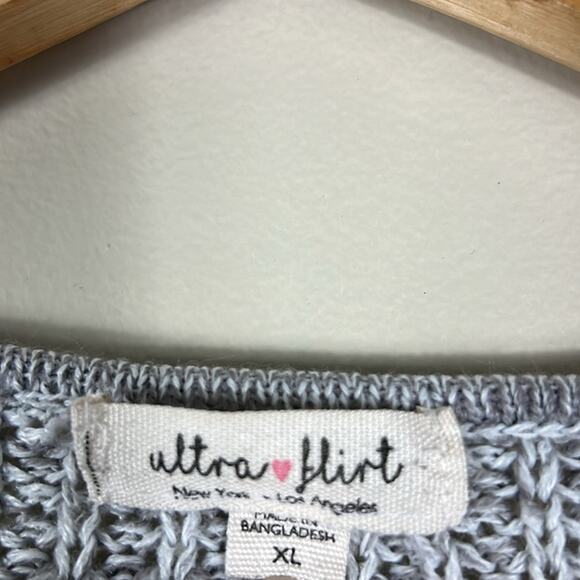 ultra flirt
New York - Los Angeles
MADE IN
BANGLADESH
XL